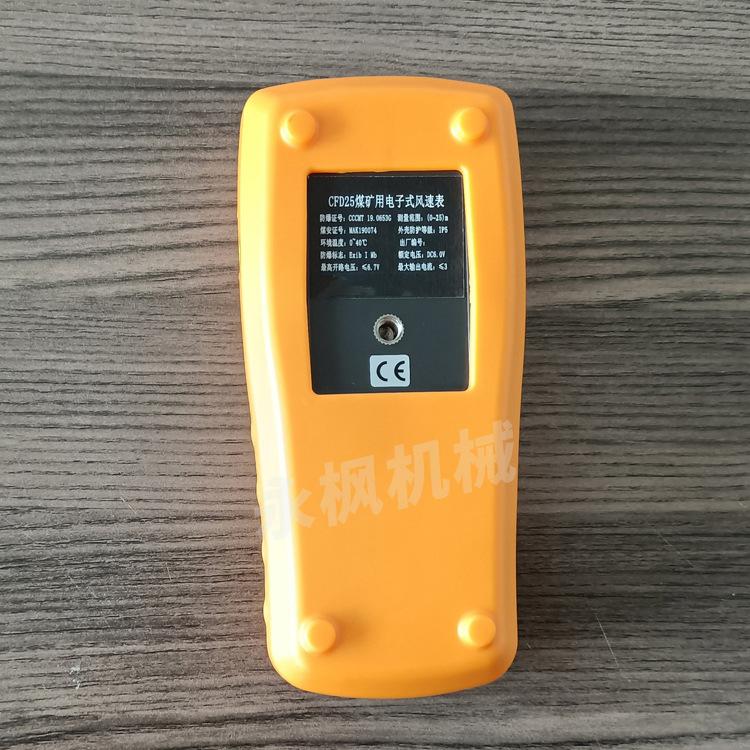 CFD25煤矿用电子式风速表
防爆证号：CCCMT 19.0653G 测量范围：(0-25)m
煤安证号：MAK190074 外壳防护等级：IP5
环境温度：0~40℃ 出厂编号：
防爆标志：Exib I Mb 额定电压：DC6.0V
最高开路电压：≤6.7V 最大输出电流：≤3
CE
永枫机械